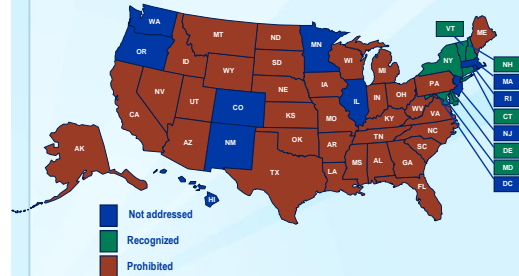 WA
VT
ME
MT
ND
MN
OR
ID
WI
NY
NH
SD
MI
MA
WY
RI
IA
PA
NE
OH
CT
NV
IL
IN
UT
NJ
CO
WV
VA
CA
KS
MO
KY
DE
NC
TN
MD
AZ
OK
NM
AR
SC
DC
AK
MS
AL
GA
TX
LA
FL
HI
Not addressed
Recognized
Prohibited